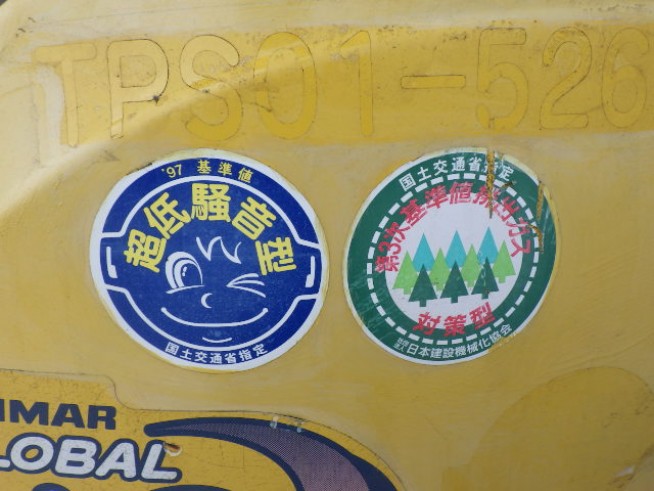 TPS01-526
'97 基準値
超低騒音型
国土交通省指定
国土交通省指定
第3次基準値排出ガス
対策型
日本建設機械化協会
NMAR
LOBAL